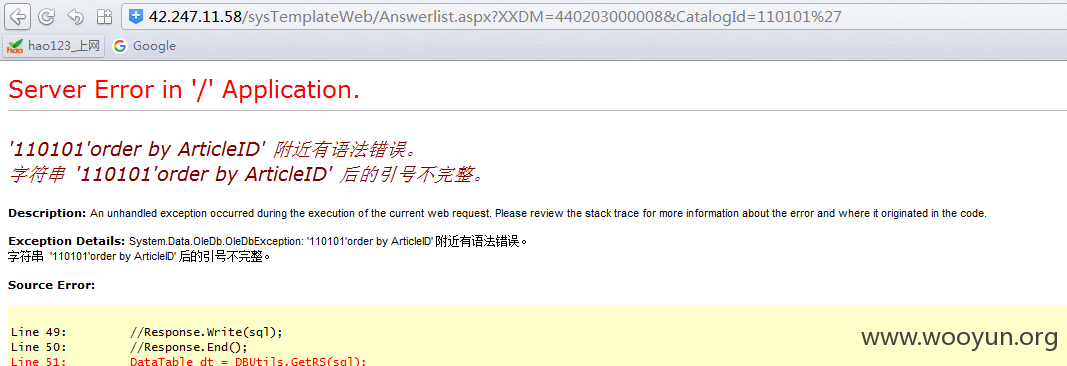 42.247.11.58/sysTemplateWeb/Answerlist.aspx?XXDM=440203000008&CatalogId=110101%27
hao123_上网 Google
Server Error in '/' Application.
'110101'order by ArticleID' 附近有语法错误。
字符串 '110101'order by ArticleID' 后的引号不完整。
Description: An unhandled exception occurred during the execution of the current web request. Please review the stack trace for more information about the error and where it originated in the code.
Exception Details: System.Data.OleDb.OleDbException: '110101'order by ArticleID' 附近有语法错误。
字符串 '110101'order by ArticleID' 后的引号不完整。
Source Error:
Line 49: //Response.Write(sql);
Line 50: //Response.End();
Line 51: DataTable dt = DBUtils.GetRS(sql);
www.wooyun.org